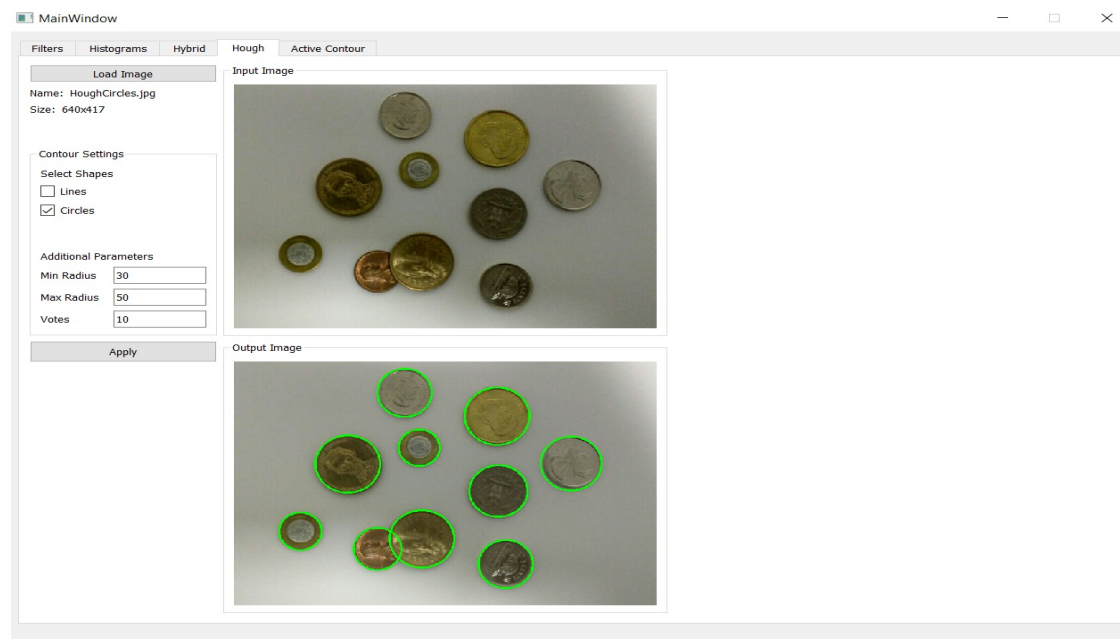 MainWindow
Filters Histograms Hybrid Hough Active Contour
Load Image
Name: HoughCircles.jpg
Size: 640x417
Contour Settings
Select Shapes
Lines
Circles
Additional Parameters
Min Radius 30
Max Radius 50
Votes 10
Apply
Input Image
Output Image